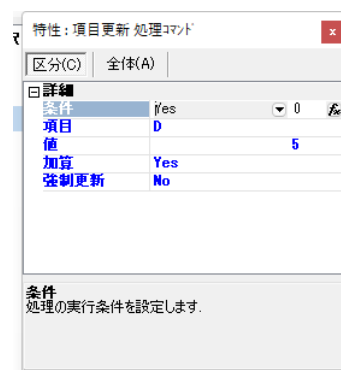 特性 : 項目更新 処理コマンド
x
区分(C) 全体(A)
詳細
条件 Yes 0 fx
項目 D
値 5
加算 Yes
強制更新 No
条件
処理の実行条件を設定します.